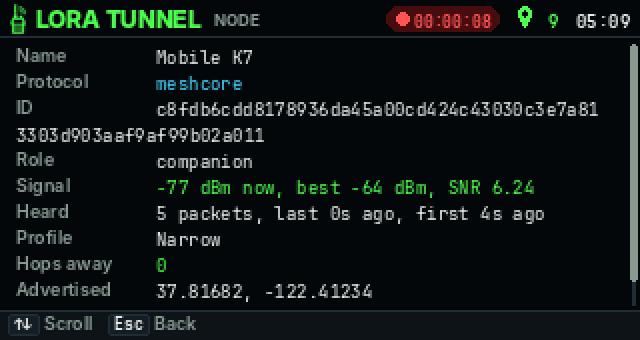 LORA TUNNEL NODE 00:00:08 9 05:09
Name Mobile K7
Protocol meshcore
ID c8fdb6cdd8178936da45a00cd424c43030c3e7a81
3303d903aaf9af99b02a011
Role companion
Signal -77 dBm now, best -64 dBm, SNR 6.24
Heard 5 packets, last 0s ago, first 4s ago
Profile Narrow
Hops away 0
Advertised 37.81682, -122.41234
↑↓ Scroll Esc Back